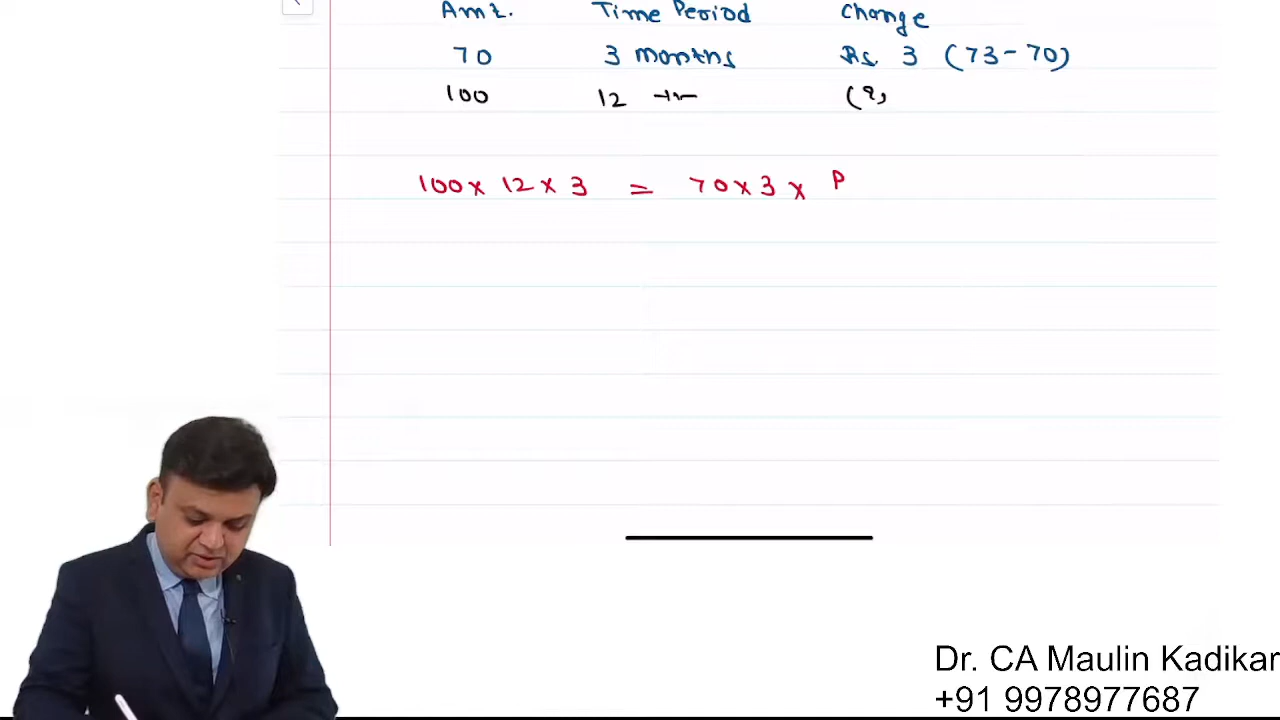 Amt. Time Period Change
70 3 months Rs. 3 (73-70)
100 12 (?)
100 x 12 x 3 = 70 x 3 x P
Dr. CA Maulin Kadikar
+91 9978977687